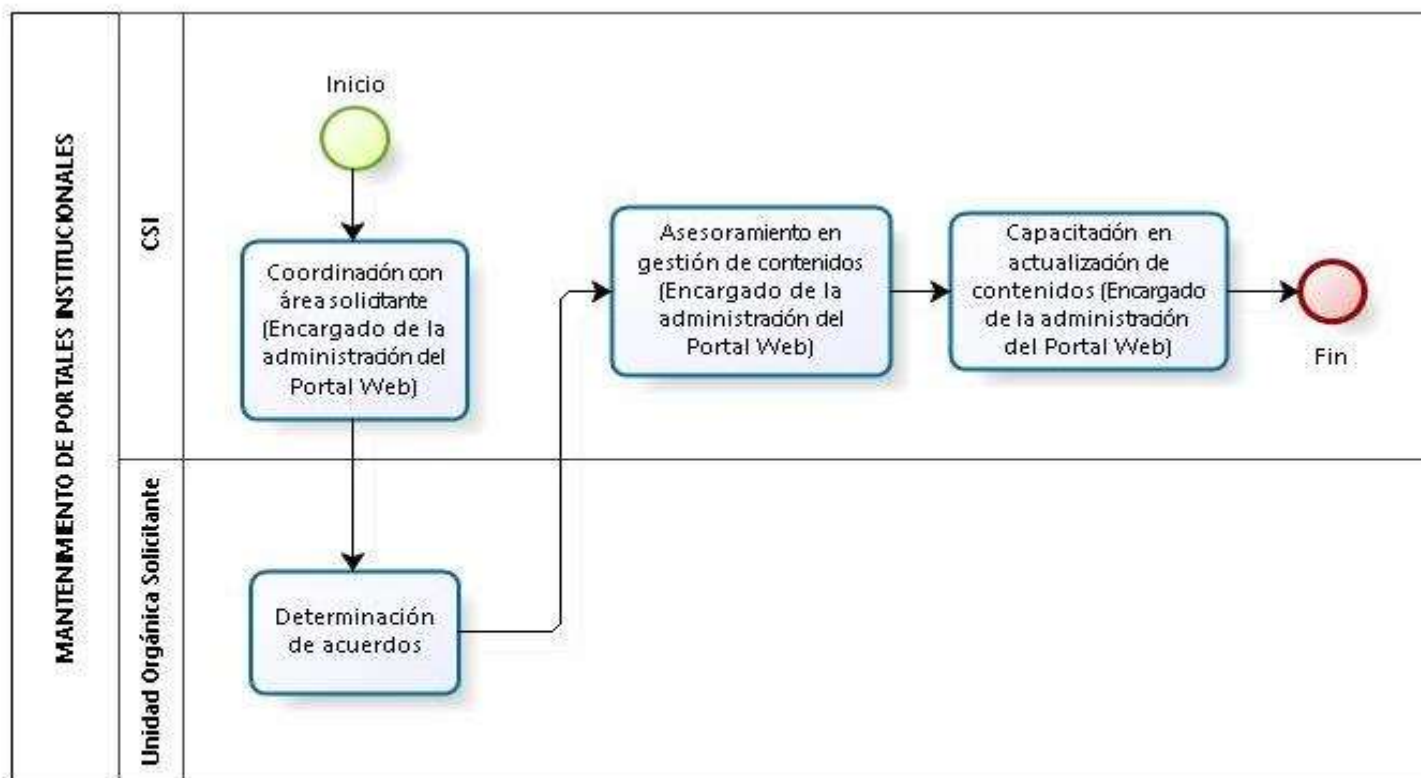 MANTENIMIENTO DE PORTALES INSTITUCIONALES
CSI
Inicio
Coordinación con
área solicitante
(Encargado de la
administración del
Portal Web)
Asesoramiento en
gestión de contenidos
(Encargado de la
administración del
Portal Web)
Capacitación en
actualización de
contenidos (Encargado
de la administración
del Portal Web)
Fin
Unidad Orgánica Solicitante
Determinación
de acuerdos